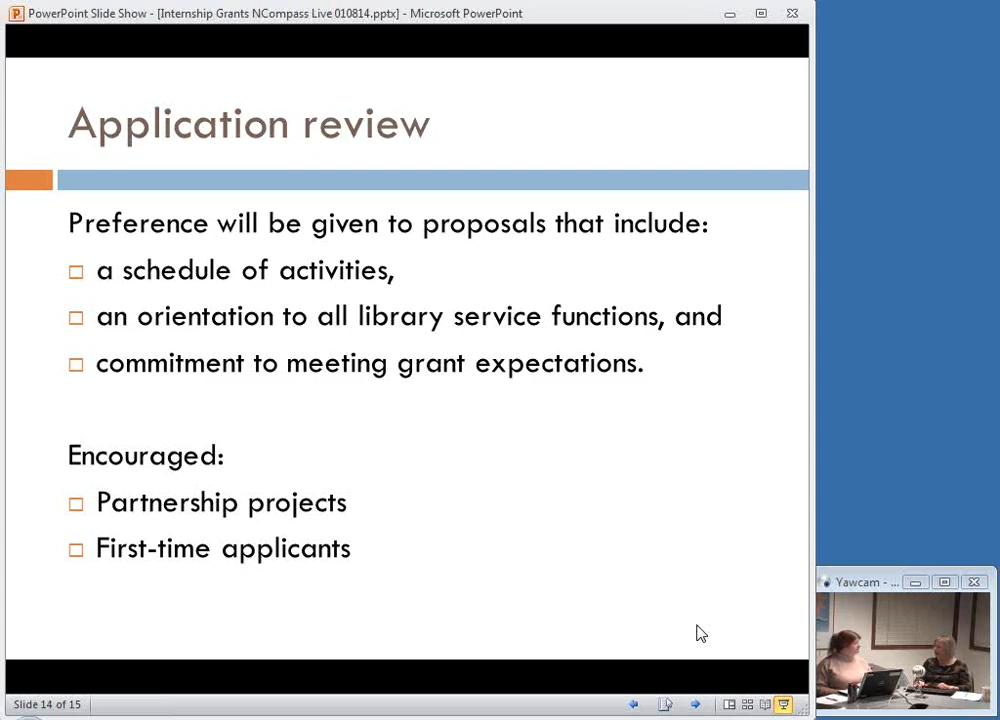 PowerPoint Slide Show - [Internship Grants NCompass Live 010814.pptx] - Microsoft PowerPoint
Application review
Preference will be given to proposals that include:
a schedule of activities,
an orientation to all library service functions, and
commitment to meeting grant expectations.
Encouraged:
Partnership projects
First-time applicants
Yawcam - ...
Slide 14 of 15